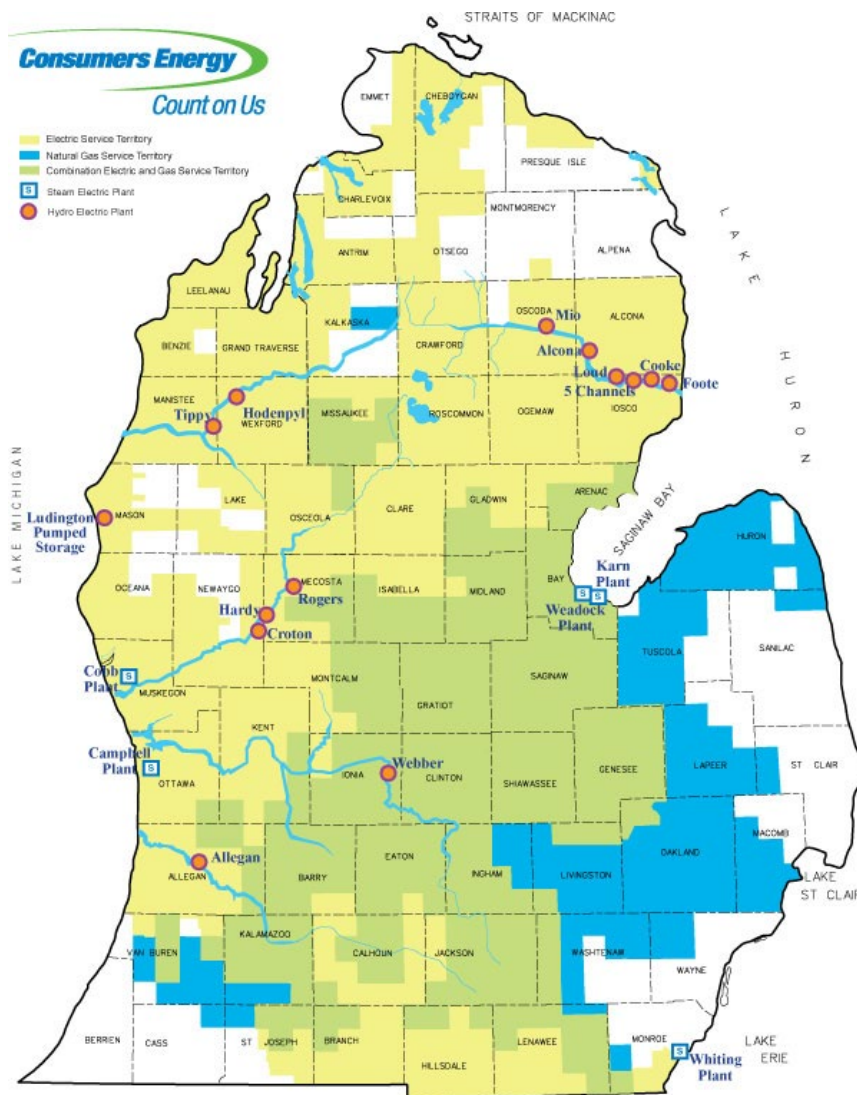 STRAITS OF MACKINAC
Consumers Energy
Count on Us
Electric Service Territory
Natural Gas Service Territory
Combination Electric and Gas Service Territory
S Steam Electric Plant
Hydro Electric Plant
EMMET
CHEBOYGAN
PRESQUE ISLE
CHARLEVOIX
MONTMORENCY
ANTRIM
OTSEGO
ALPENA
LAKE HURON
LEELANAU
KALKASKA
OSCODA
ALCONA
Mio
BENZIE
GRAND TRAVERSE
CRAWFORD
Alcona
Loud
Cooke
5 Channels
Foote
MANISTEE
Hodenpyl
MISSAUKEE
ROSCOMMON
OGEMAW
IOSCO
Tippy
WEXFORD
LAKE MICHIGAN
Ludington
Pumped
Storage
MASON
LAKE
OSCEOLA
CLARE
GLADWIN
ARENAC
SAGINAW BAY
HURON
OCEANA
NEWAYGO
MECOSTA
Rogers
ISABELLA
MIDLAND
BAY
Karn
Plant
Weadock
Plant
S
S
Hardy
Croton
TUSCOLA
SANILAC
Cobb
Plant
S
MUSKEGON
MONTCALM
GRATIOT
SAGINAW
KENT
Campbell
Plant
S
OTTAWA
IONIA
Webber
CLINTON
SHIAWASSEE
GENESEE
LAPEER
ST CLAIR
MACOMB
Allegan
ALLEGAN
BARRY
EATON
INGHAM
LIVINGSTON
OAKLAND
LAKE
ST CLAIR
VAN BUREN
KALAMAZOO
CALHOUN
JACKSON
WASHTENAW
WAYNE
BERRIEN
CASS
ST JOSEPH
BRANCH
HILLSDALE
LENAWEE
MONROE
S
Whiting
Plant
LAKE
ERIE